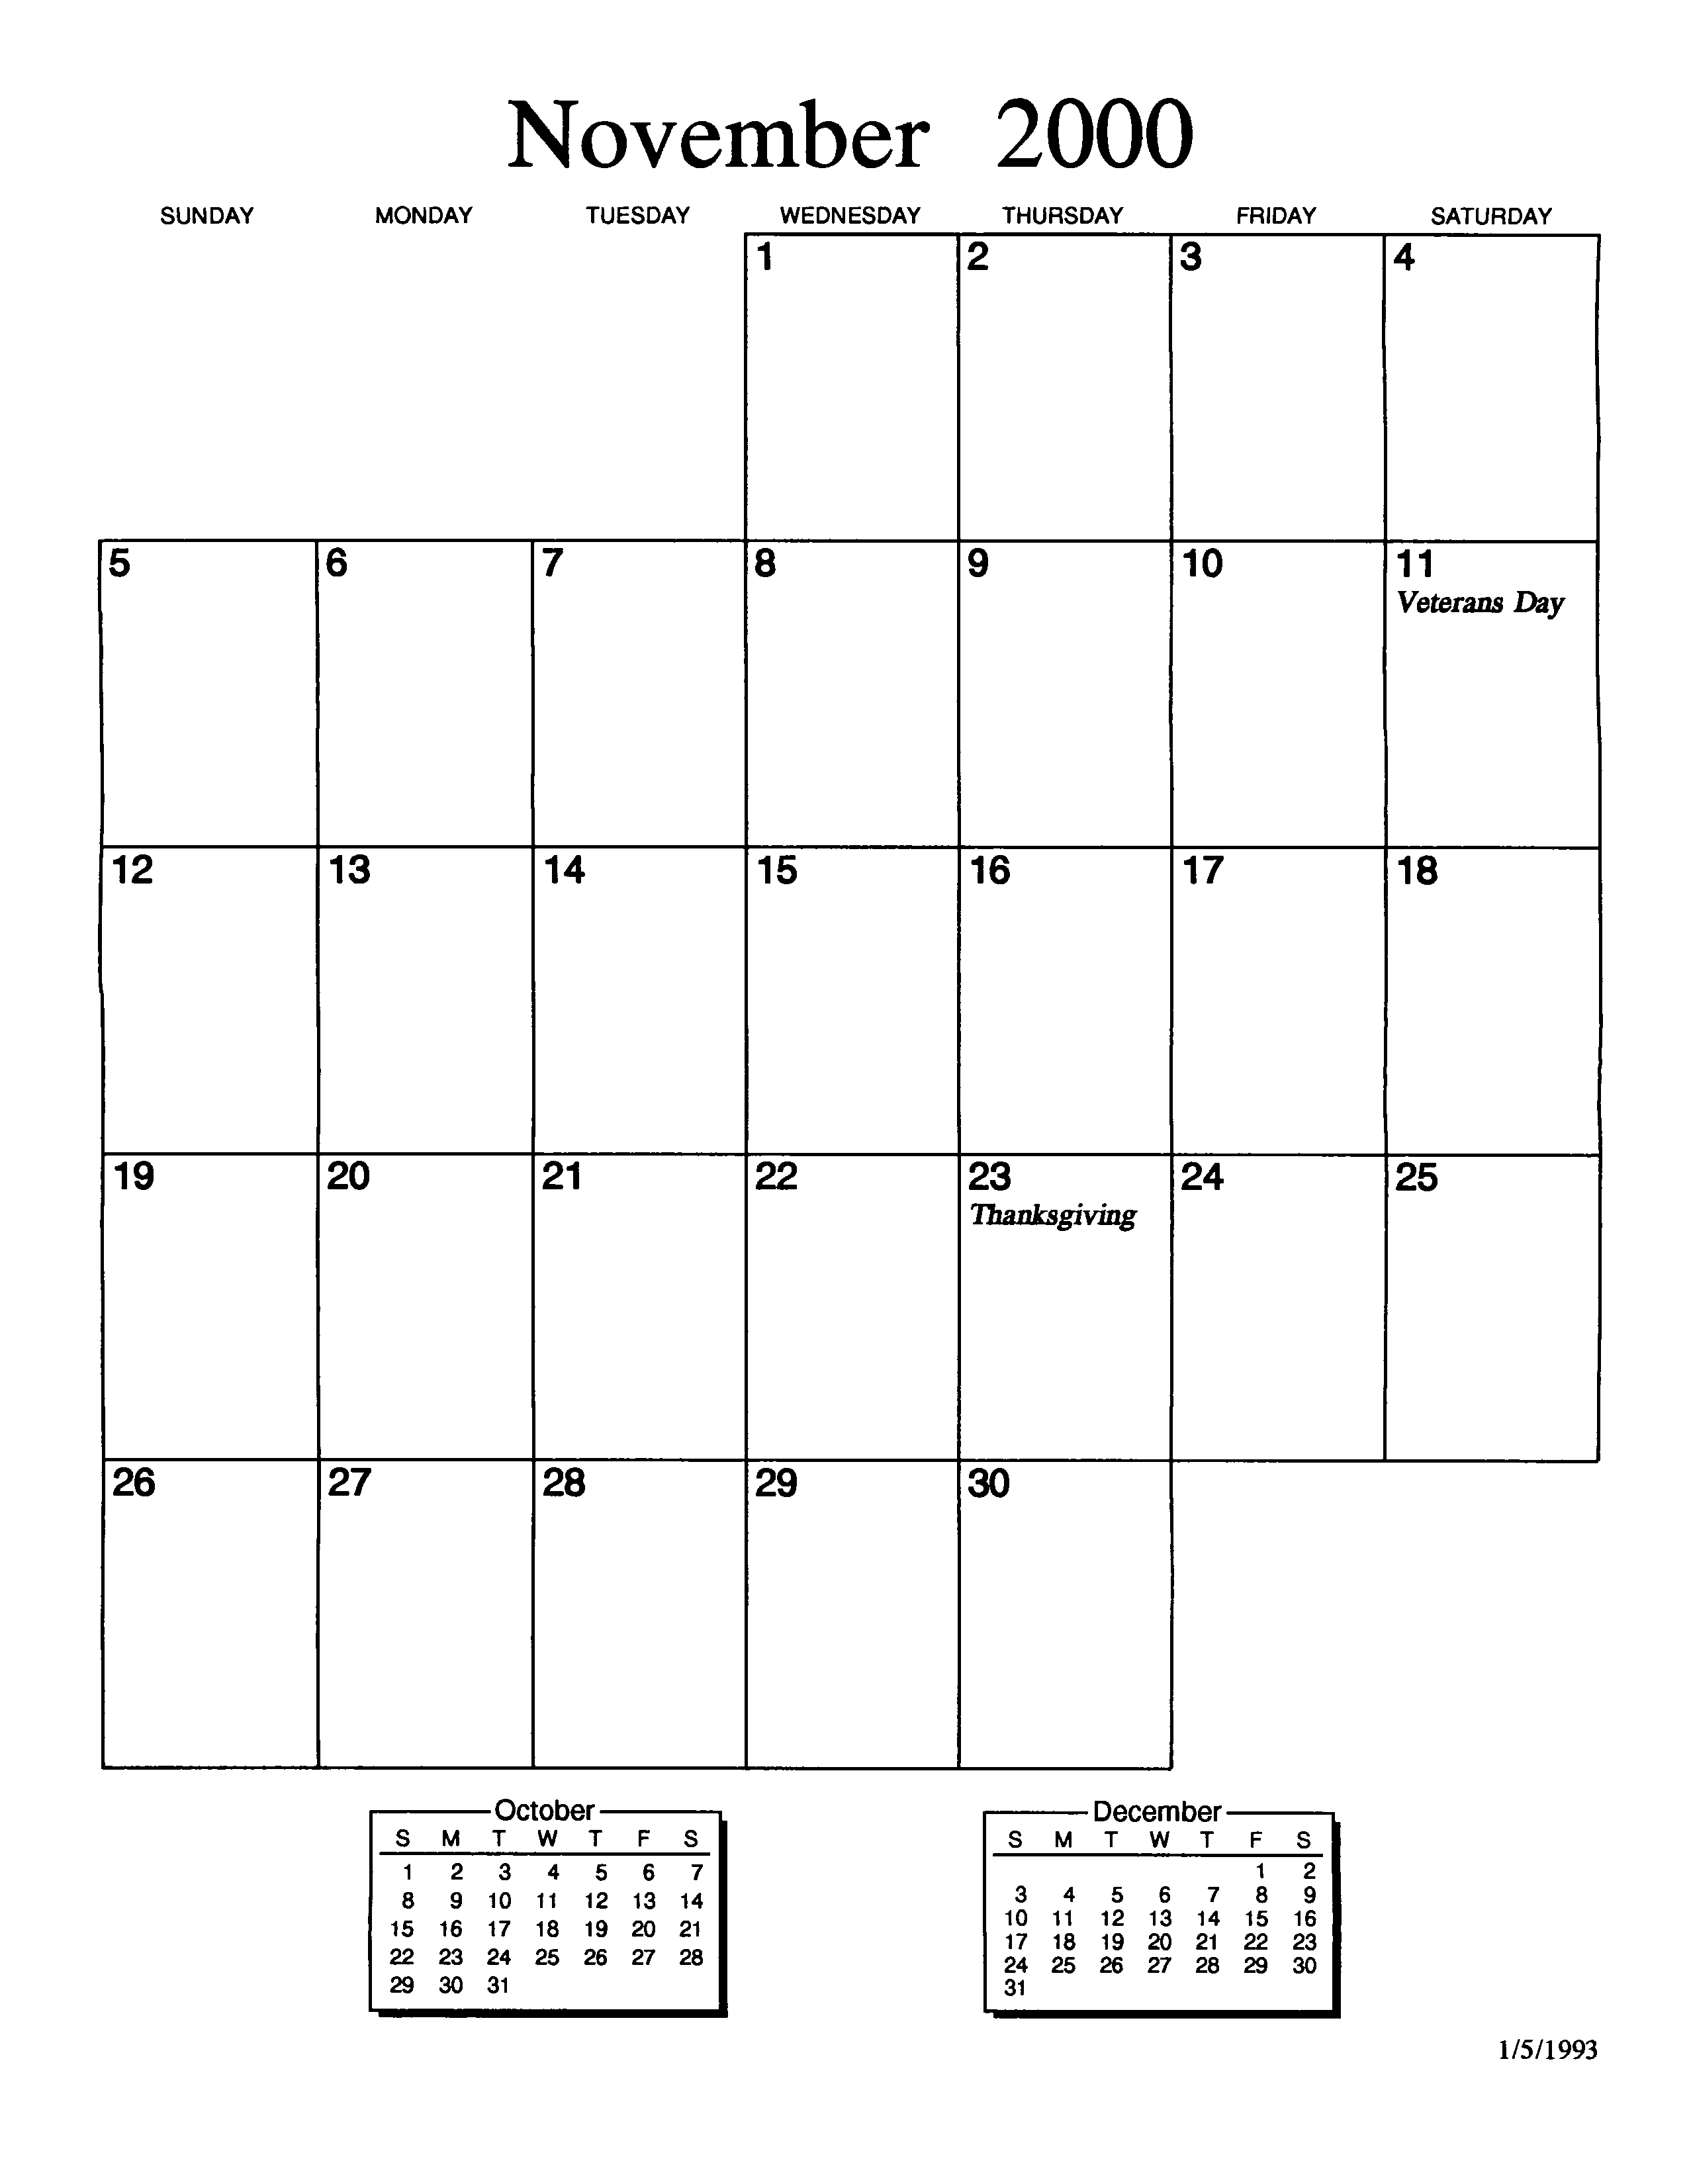 November 2000
SUNDAY MONDAY TUESDAY WEDNESDAY THURSDAY FRIDAY SATURDAY
1 2 3 4
5 6 7 8 9 10 11
Veterans Day
12 13 14 15 16 17 18
19 20 21 22 23 24 25
Thanksgiving
26 27 28 29 30
October
S M T W T F S
1 2 3 4 5 6 7
8 9 10 11 12 13 14
15 16 17 18 19 20 21
22 23 24 25 26 27 28
29 30 31
December
S M T W T F S
1 2
3 4 5 6 7 8 9
10 11 12 13 14 15 16
17 18 19 20 21 22 23
24 25 26 27 28 29 30
31
1/5/1993